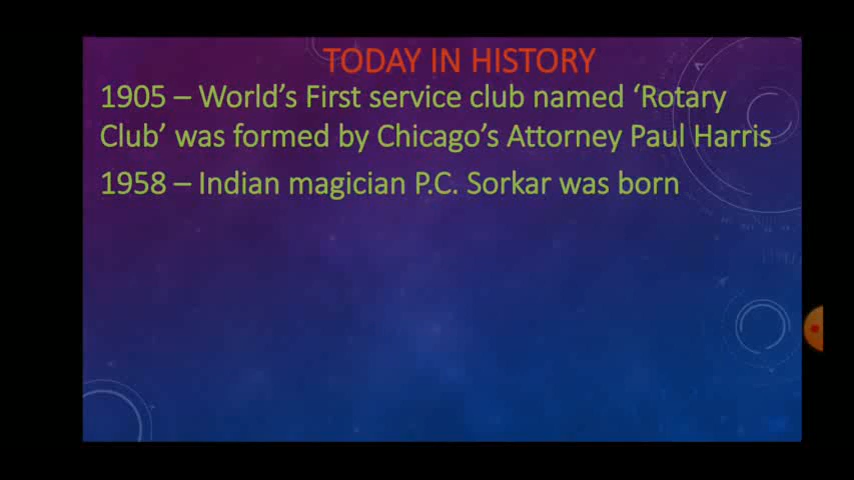 TODAY IN HISTORY
1905 – World’s First service club named ‘Rotary
Club’ was formed by Chicago’s Attorney Paul Harris
1958 – Indian magician P.C. Sorkar was born